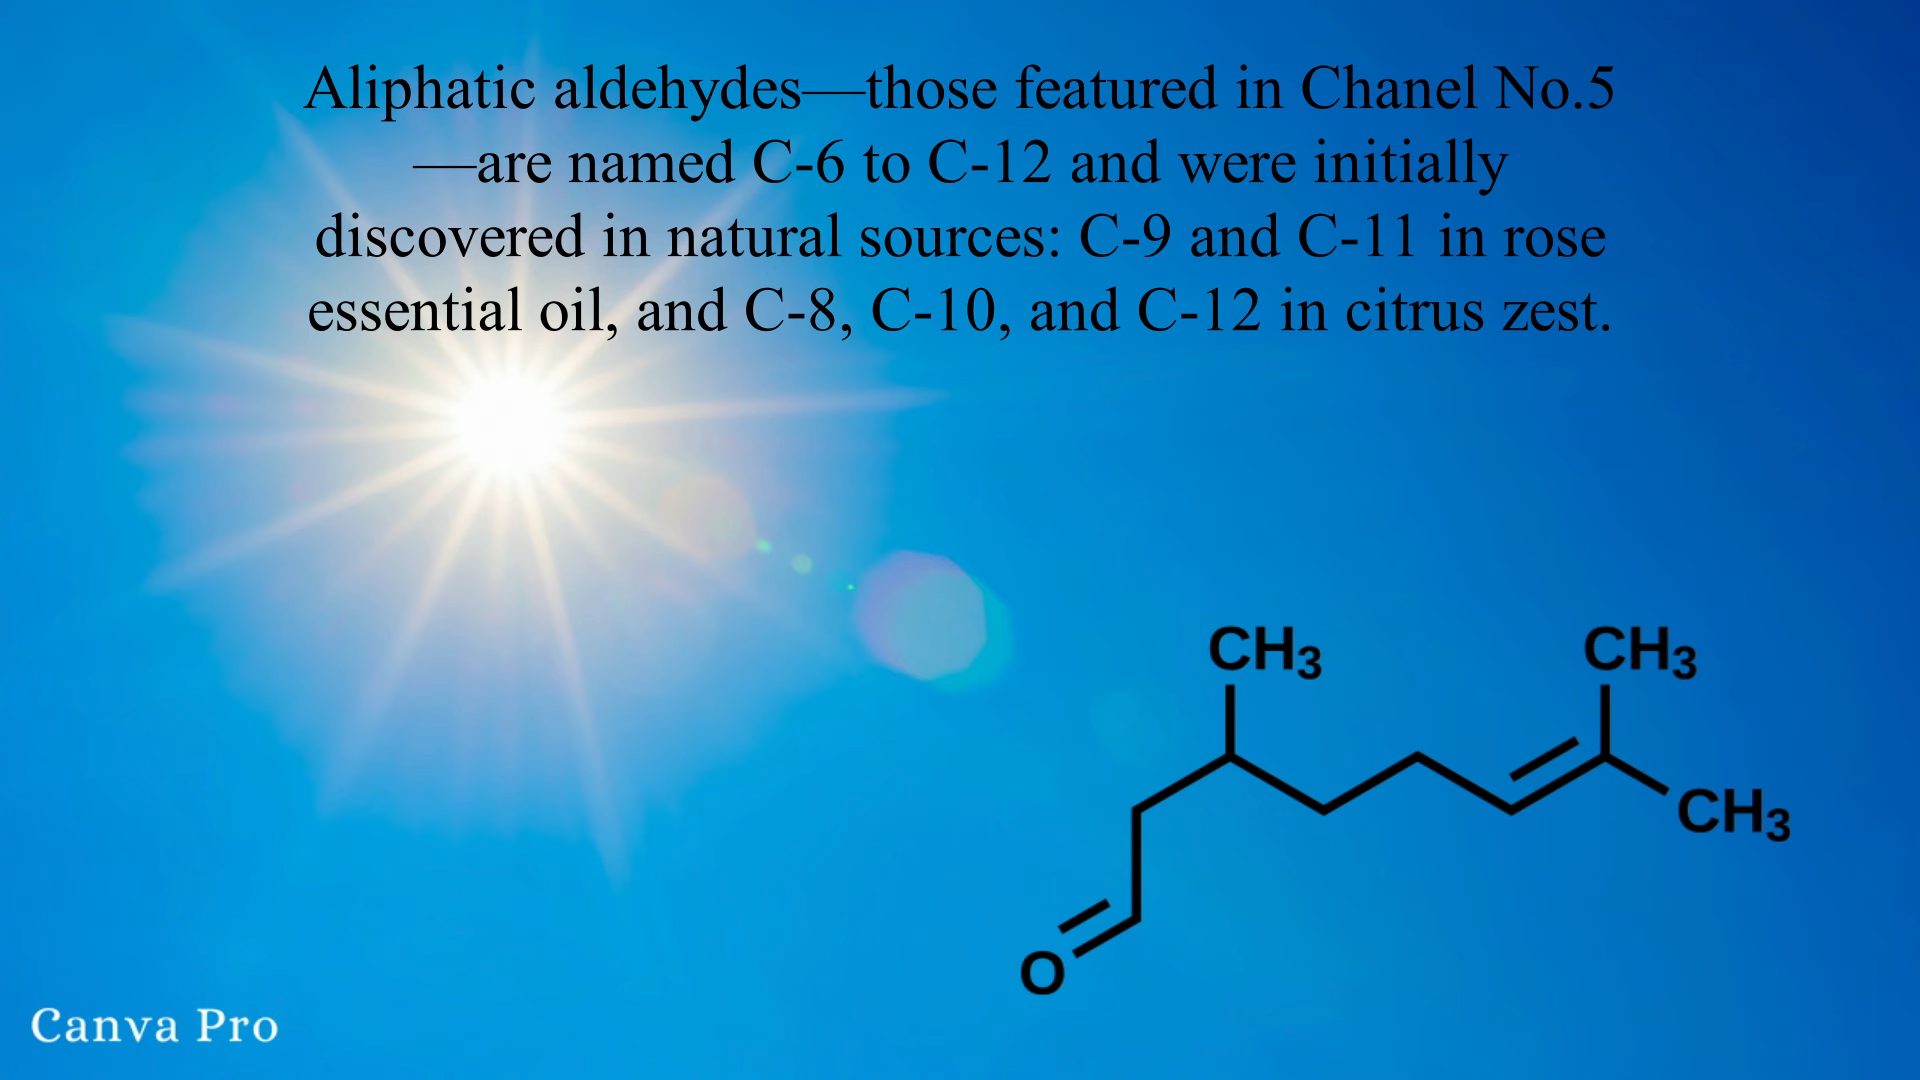 Aliphatic aldehydes—those featured in Chanel No.5
—are named C-6 to C-12 and were initially
discovered in natural sources: C-9 and C-11 in rose
essential oil, and C-8, C-10, and C-12 in citrus zest.
CH₃ CH₃
CH₃
O
Canva Pro